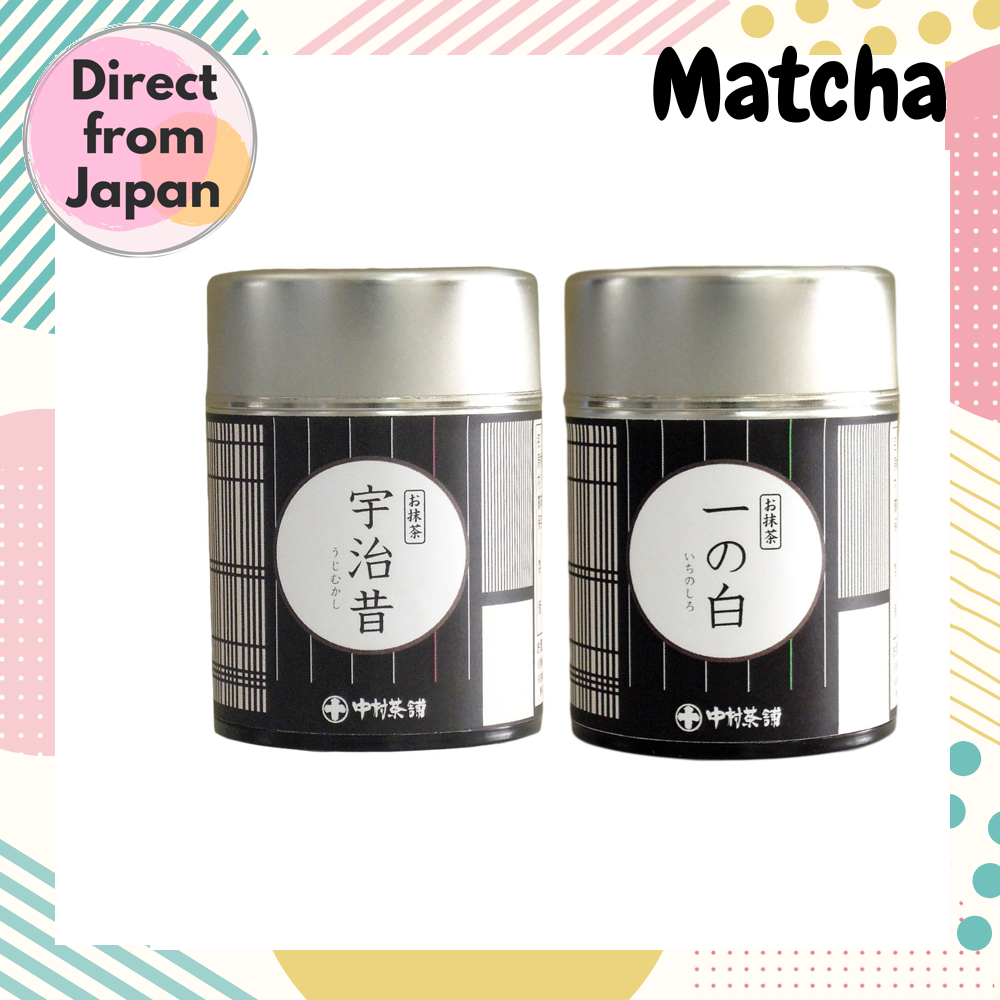 Direct
from
Japan
Matcha
お抹茶
宇治昔
うじむかし
中村茶舗
お抹茶
一の白
いちのしろ
中村茶舗